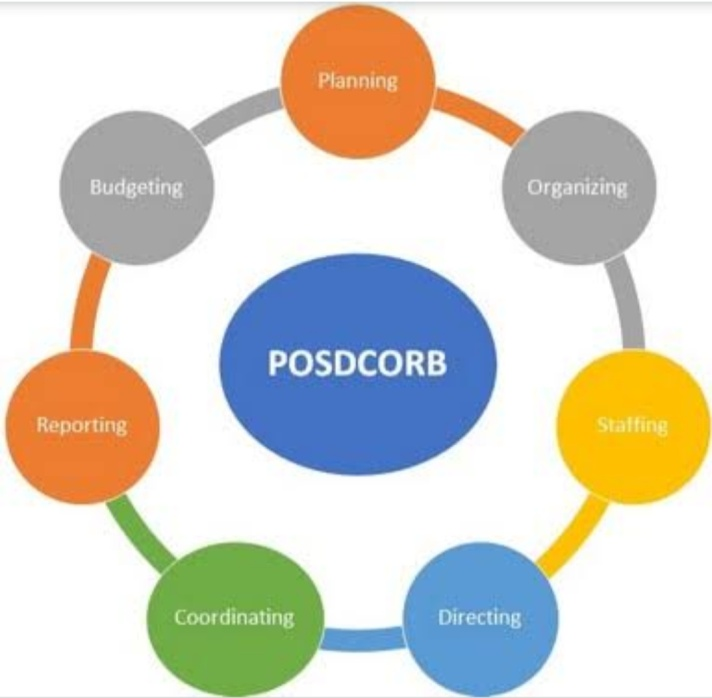 Planning
Organizing
Staffing
Directing
Coordinating
Reporting
Budgeting
POSDCORB